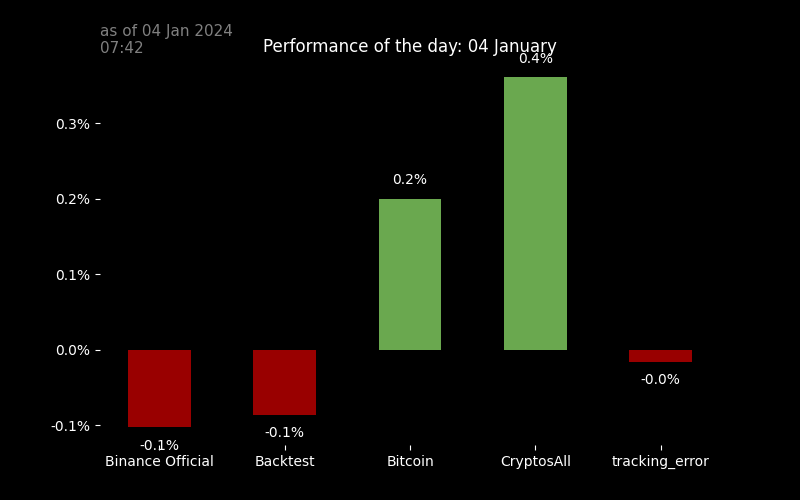 as of 04 Jan 2024
07:42
Performance of the day: 04 January
0.4%
0.3%
0.2%
0.2%
0.1%
0.0%
-0.0%
-0.1%
-0.1%
-0.1%
Binance Official
Backtest
Bitcoin
CryptosAll
tracking_error